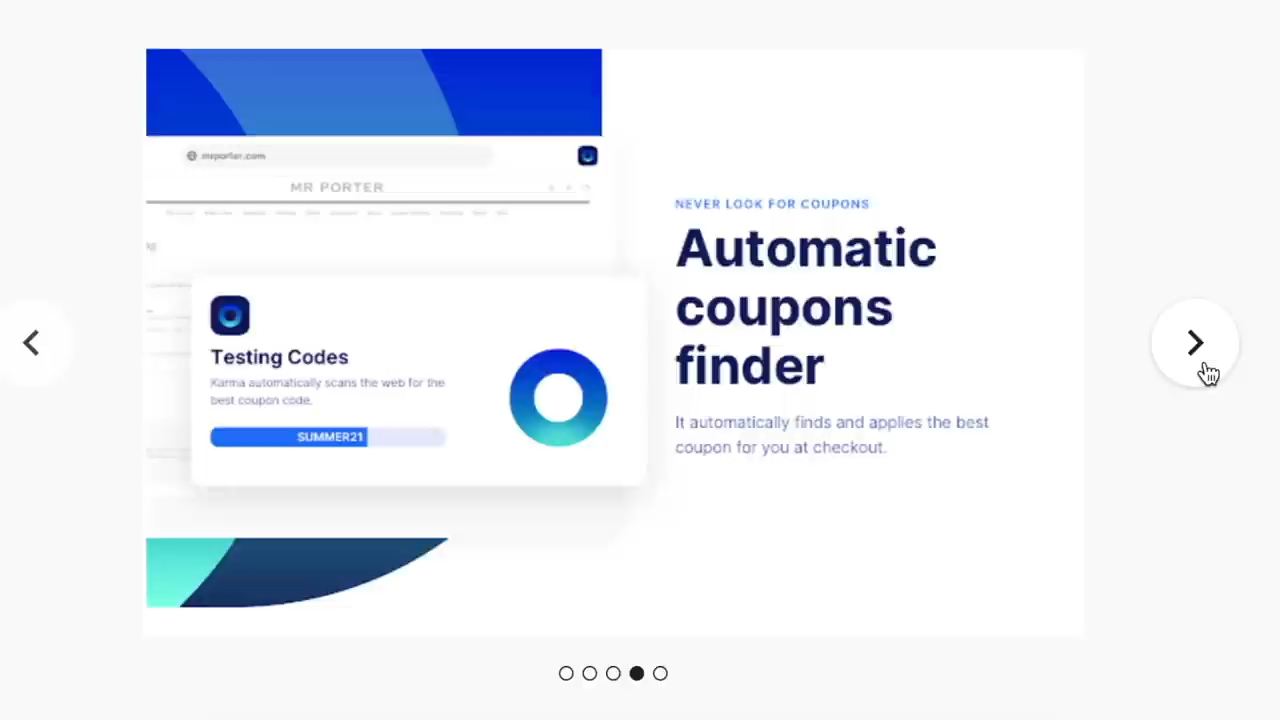 mrporter.com
MR PORTER
NEVER LOOK FOR COUPONS
Automatic
coupons
finder
It automatically finds and applies the best
coupon for you at checkout.
Testing Codes
Karma automatically scans the web for the
best coupon code.
SUMMER21